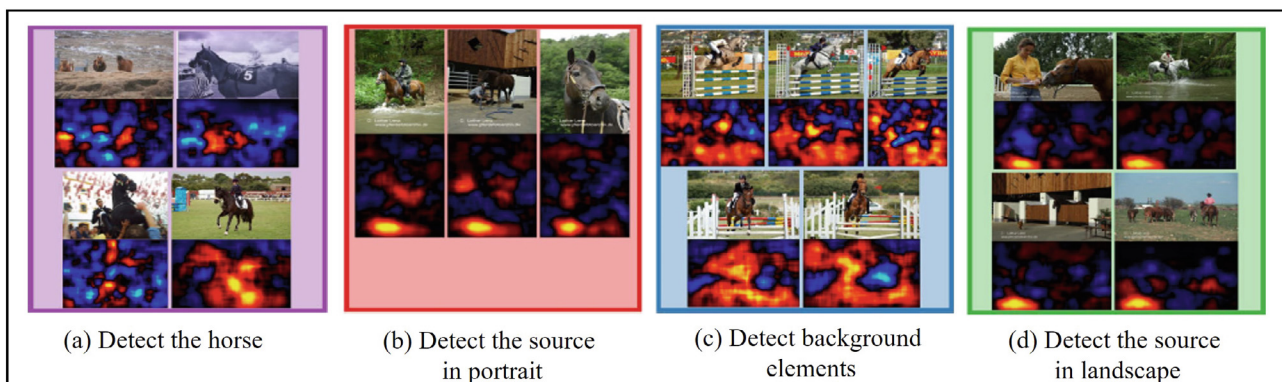 5
(a) Detect the horse
(b) Detect the source
in portrait
(c) Detect background
elements
(d) Detect the source
in landscape